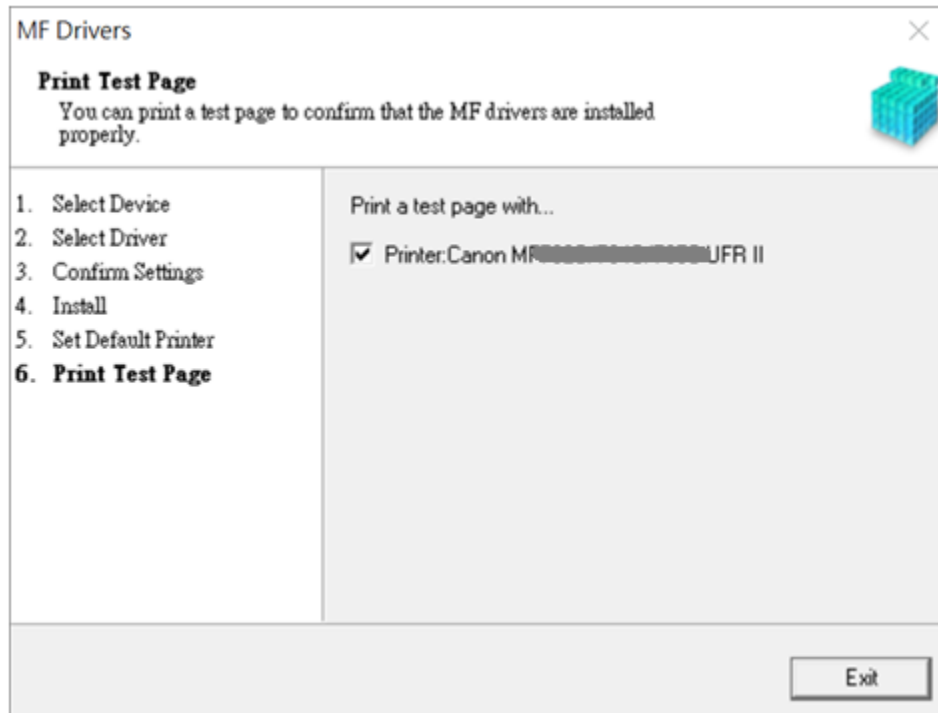 MF Drivers
Print Test Page
You can print a test page to confirm that the MF drivers are installed
properly.
1. Select Device
2. Select Driver
3. Confirm Settings
4. Install
5. Set Default Printer
6. Print Test Page
Print a test page with...
Printer:Canon MF UFR II
Exit